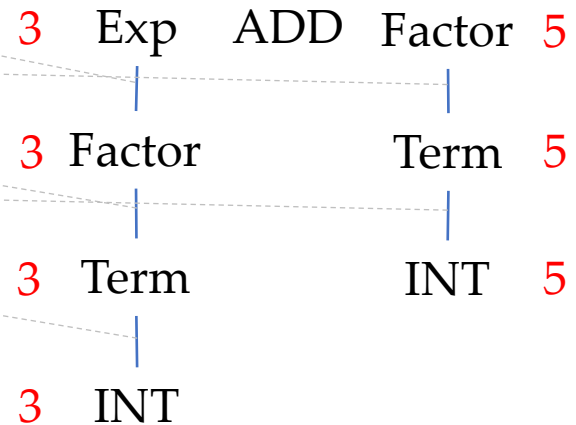 3 Exp ADD Factor 5
3 Factor Term 5
3 Term INT 5
3 INT